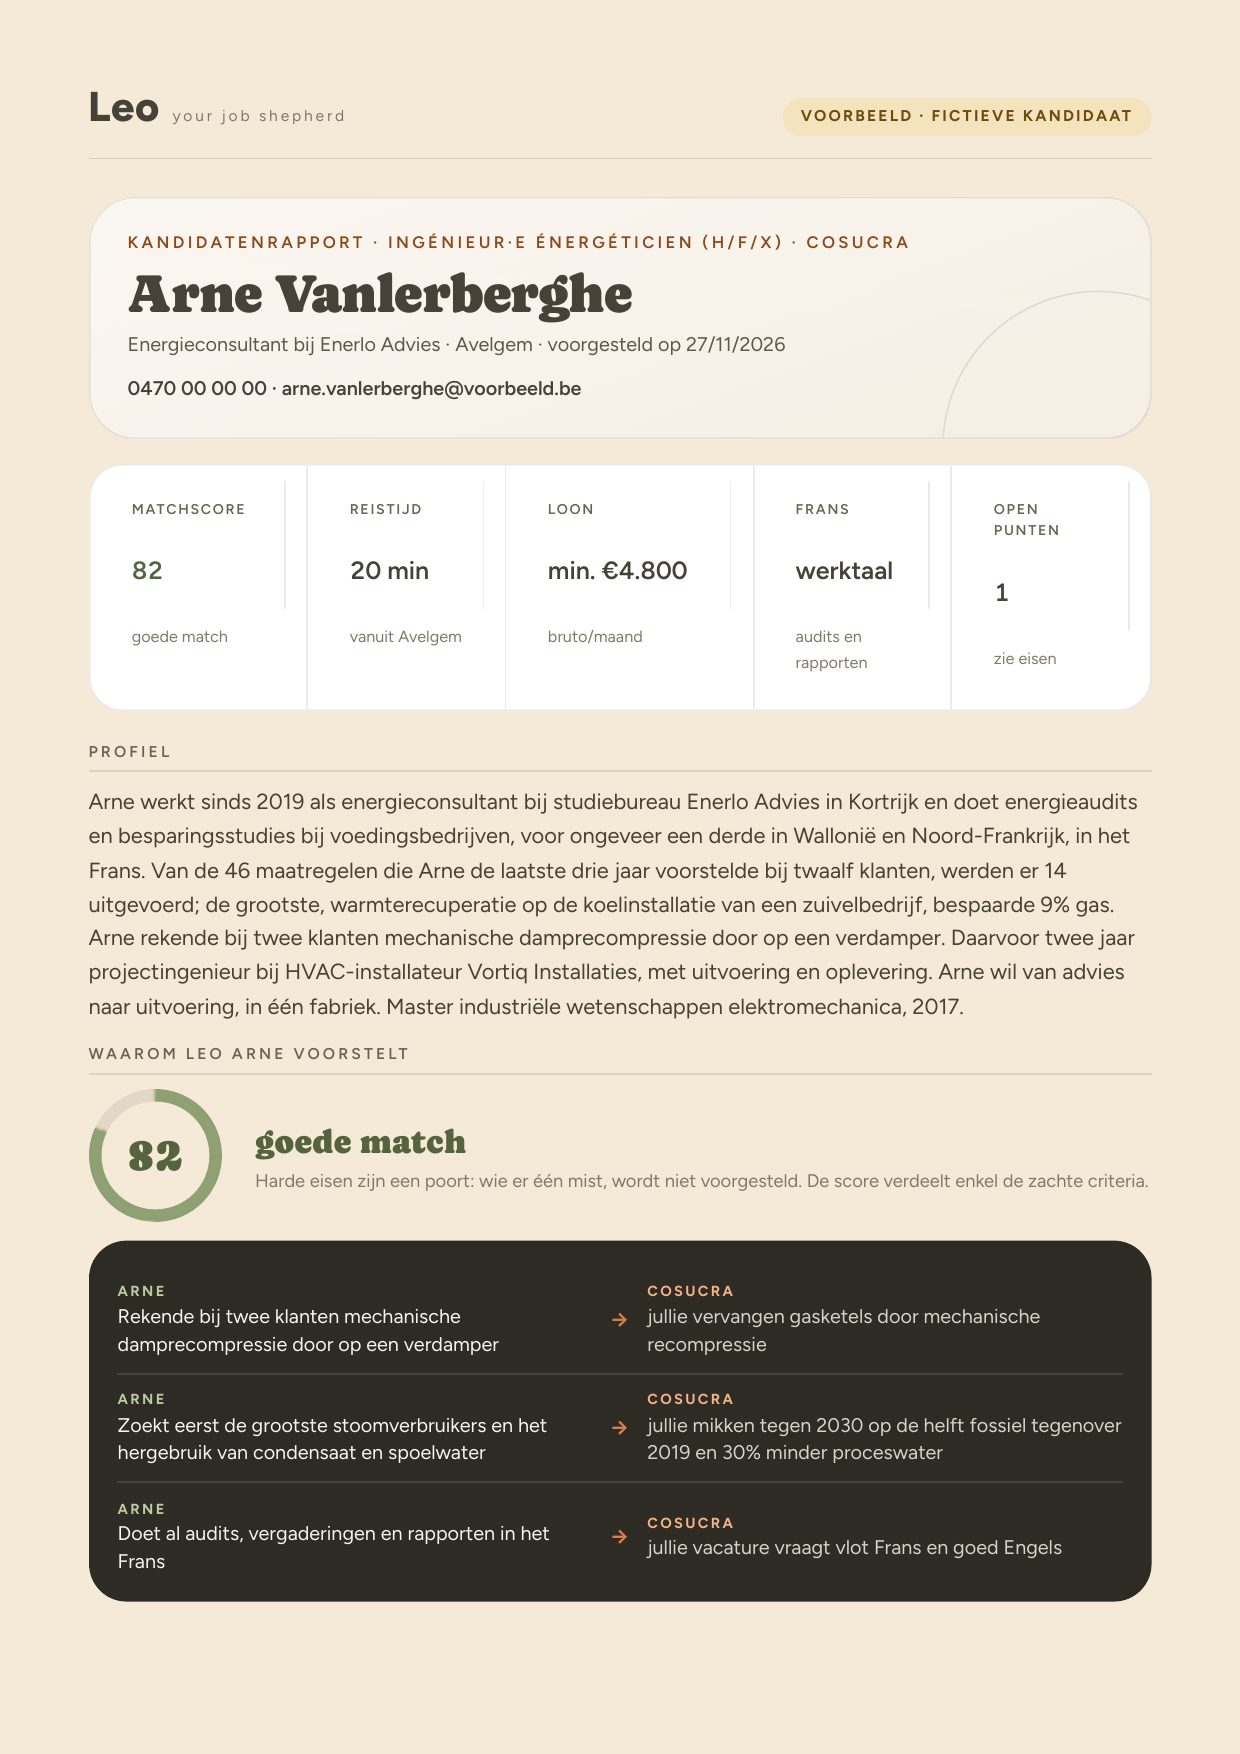 Leo your job shepherd
VOORBEELD · FICTIEVE KANDIDAAT
KANDIDATENRAPPORT · INGÉNIEUR·E ÉNERGÉTICIEN (H/F/X) · COSUCRA
Arne Vanlerberghe
Energieconsultant bij Enerlo Advies · Avelgem · voorgesteld op 27/11/2026
0470 00 00 00 · arne.vanlerberghe@voorbeeld.be
MATCHSCORE
82
goede match
REISTIJD
20 min
vanuit Avelgem
LOON
min. €4.800
bruto/maand
FRANS
werktaal
audits en
rapporten
OPEN
PUNTEN
1
zie eisen
PROFIEL
Arne werkt sinds 2019 als energieconsultant bij studiebureau Enerlo Advies in Kortrijk en doet energieaudits
en besparingsstudies bij voedingsbedrijven, voor ongeveer een derde in Wallonië en Noord-Frankrijk, in het
Frans. Van de 46 maatregelen die Arne de laatste drie jaar voorstelde bij twaalf klanten, werden er 14
uitgevoerd; de grootste, warmterecuperatie op de koelinstallatie van een zuivelbedrijf, bespaarde 9% gas.
Arne rekende bij twee klanten mechanische damprecompressie door op een verdamper. Daarvoor twee jaar
projectingenieur bij HVAC-installateur Vortiq Installaties, met uitvoering en oplevering. Arne wil van advies
naar uitvoering, in één fabriek. Master industriële wetenschappen elektromechanica, 2017.
WAAROM LEO ARNE VOORSTELT
82
goede match
Harde eisen zijn een poort: wie er één mist, wordt niet voorgesteld. De score verdeelt enkel de zachte criteria.
ARNE
Rekende bij twee klanten mechanische
damprecompressie door op een verdamper
→
COSUCRA
jullie vervangen gasketels door mechanische
recompressie
ARNE
Zoekt eerst de grootste stoomverbruikers en het
hergebruik van condensaat en spoelwater
→
COSUCRA
jullie mikken tegen 2030 op de helft fossiel tegenover
2019 en 30% minder proceswater
ARNE
Doet al audits, vergaderingen en rapporten in het
Frans
→
COSUCRA
jullie vacature vraagt vlot Frans en goed Engels